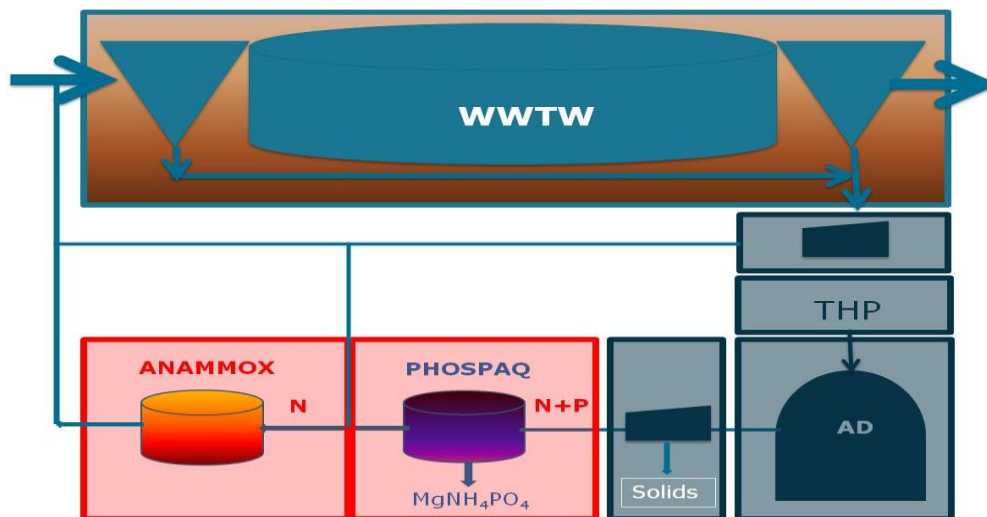 WWTW
THP
ANAMMOX
PHOSPAQ
N
N+P
AD
Solids
MgNH₄PO₄